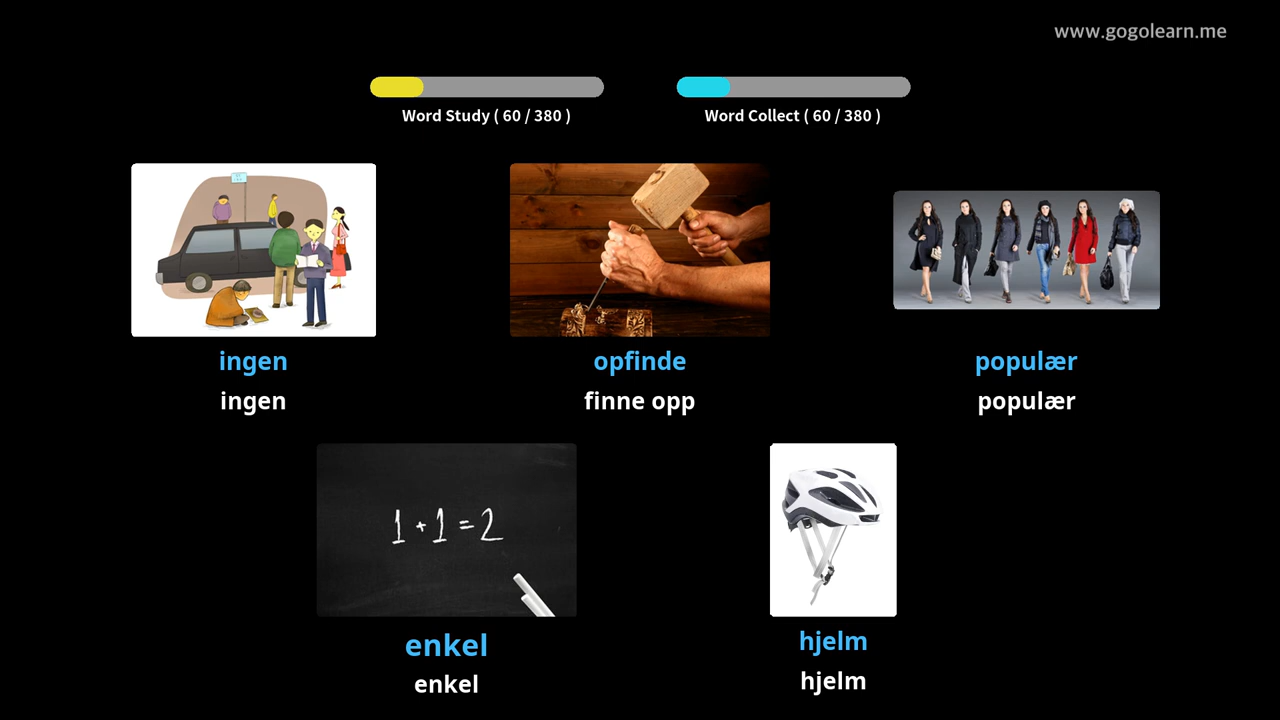 www.gogolearn.me
Word Study ( 60 / 380 )
Word Collect ( 60 / 380 )
ingen
ingen
opfinde
finne opp
populær
populær
1 + 1 = 2
enkel
enkel
hjelm
hjelm